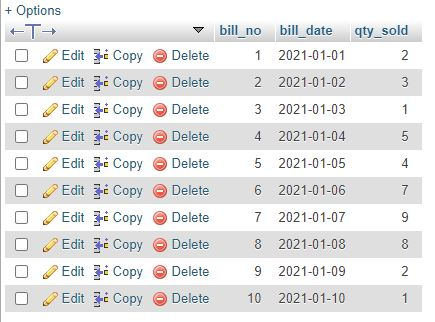 + Options
←T→ bill_no bill_date qty_sold
Edit Copy Delete 1 2021-01-01 2
Edit Copy Delete 2 2021-01-02 3
Edit Copy Delete 3 2021-01-03 1
Edit Copy Delete 4 2021-01-04 5
Edit Copy Delete 5 2021-01-05 4
Edit Copy Delete 6 2021-01-06 7
Edit Copy Delete 7 2021-01-07 9
Edit Copy Delete 8 2021-01-08 8
Edit Copy Delete 9 2021-01-09 2
Edit Copy Delete 10 2021-01-10 1